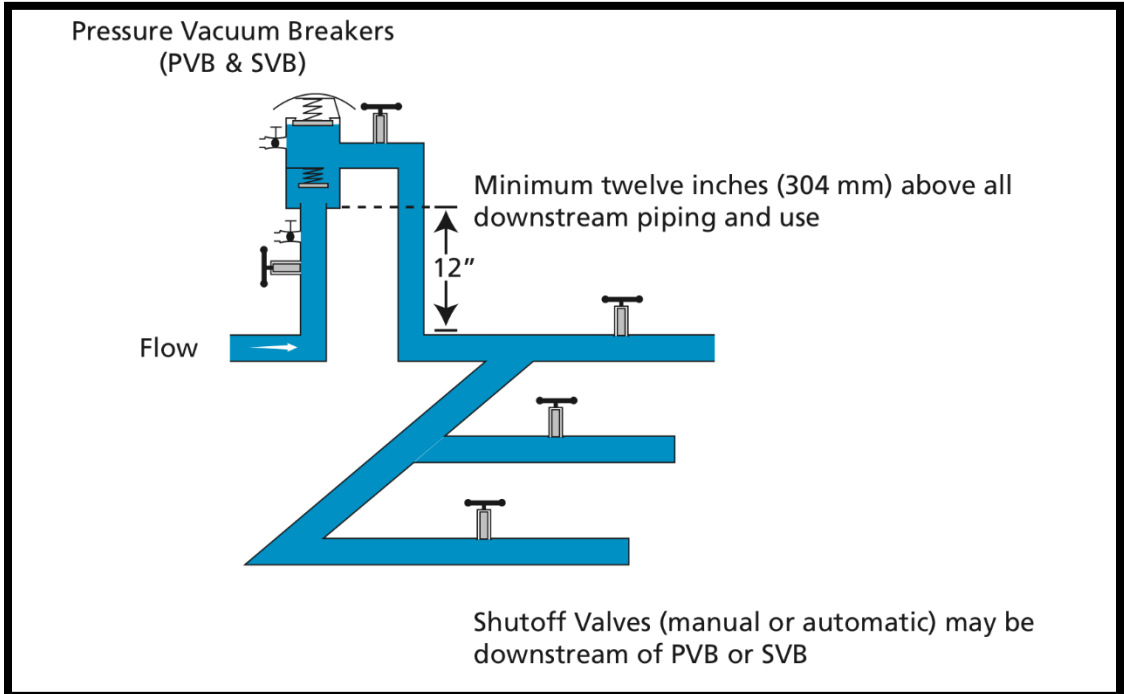 Pressure Vacuum Breakers
(PVB & SVB)
Minimum twelve inches (304 mm) above all
downstream piping and use
12”
Flow
Shutoff Valves (manual or automatic) may be
downstream of PVB or SVB